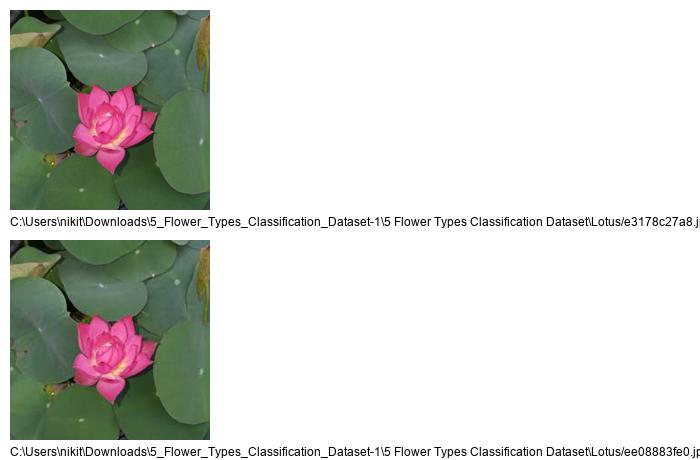 C:\Users\nikit\Downloads\5_Flower_Types_Classification_Dataset-1\5 Flower Types Classification Dataset\Lotus/e3178c27a8.j
C:\Users\nikit\Downloads\5_Flower_Types_Classification_Dataset-1\5 Flower Types Classification Dataset\Lotus/ee08883fe0.jp